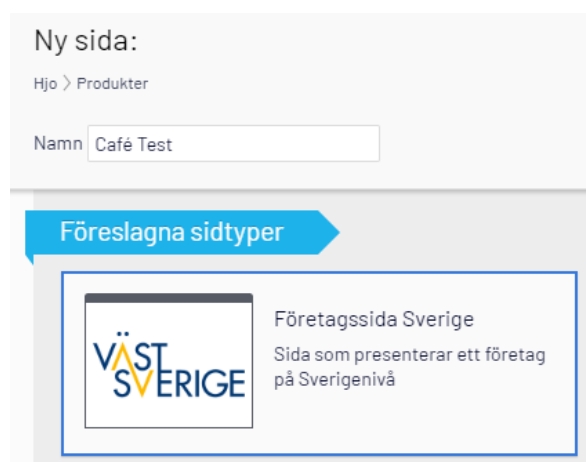 Ny sida:
Hjo > Produkter
Namn Café Test
Föreslagna sidtyper
VÄST
SVERIGE
Företagssida Sverige
Sida som presenterar ett företag
på Sverigenivå